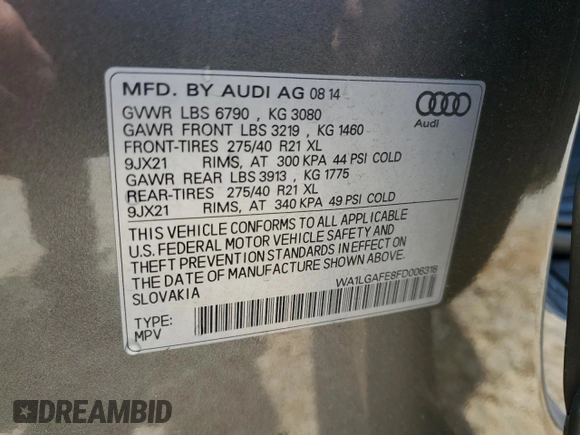 MFD. BY AUDI AG 08 14
GVWR LBS 6790 , KG 3080
GAWR FRONT LBS 3219 , KG 1460
FRONT-TIRES 275/40 R21 XL
9JX21 RIMS, AT 300 KPA 44 PSI COLD
GAWR REAR LBS 3913 , KG 1775
REAR-TIRES 275/40 R21 XL
9JX21 RIMS, AT 340 KPA 49 PSI COLD
THIS VEHICLE CONFORMS TO ALL APPLICABLE
U.S. FEDERAL MOTOR VEHICLE SAFETY AND
THEFT PREVENTION STANDARDS IN EFFECT ON
THE DATE OF MANUFACTURE SHOWN ABOVE.
SLOVAKIA
WA1LGAFE8FD006318
TYPE:
MPV
Audi
DREAMBID